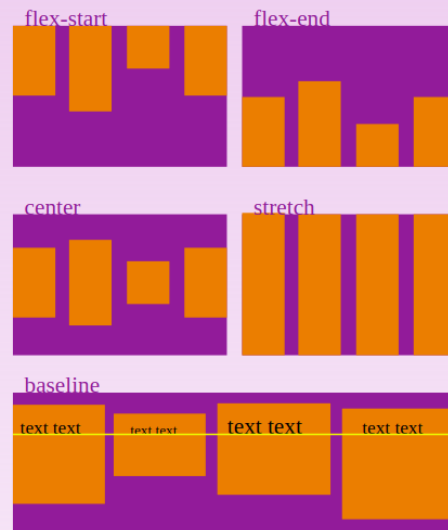 flex-start
flex-end
center
stretch
baseline
text text
text text
text text
text text